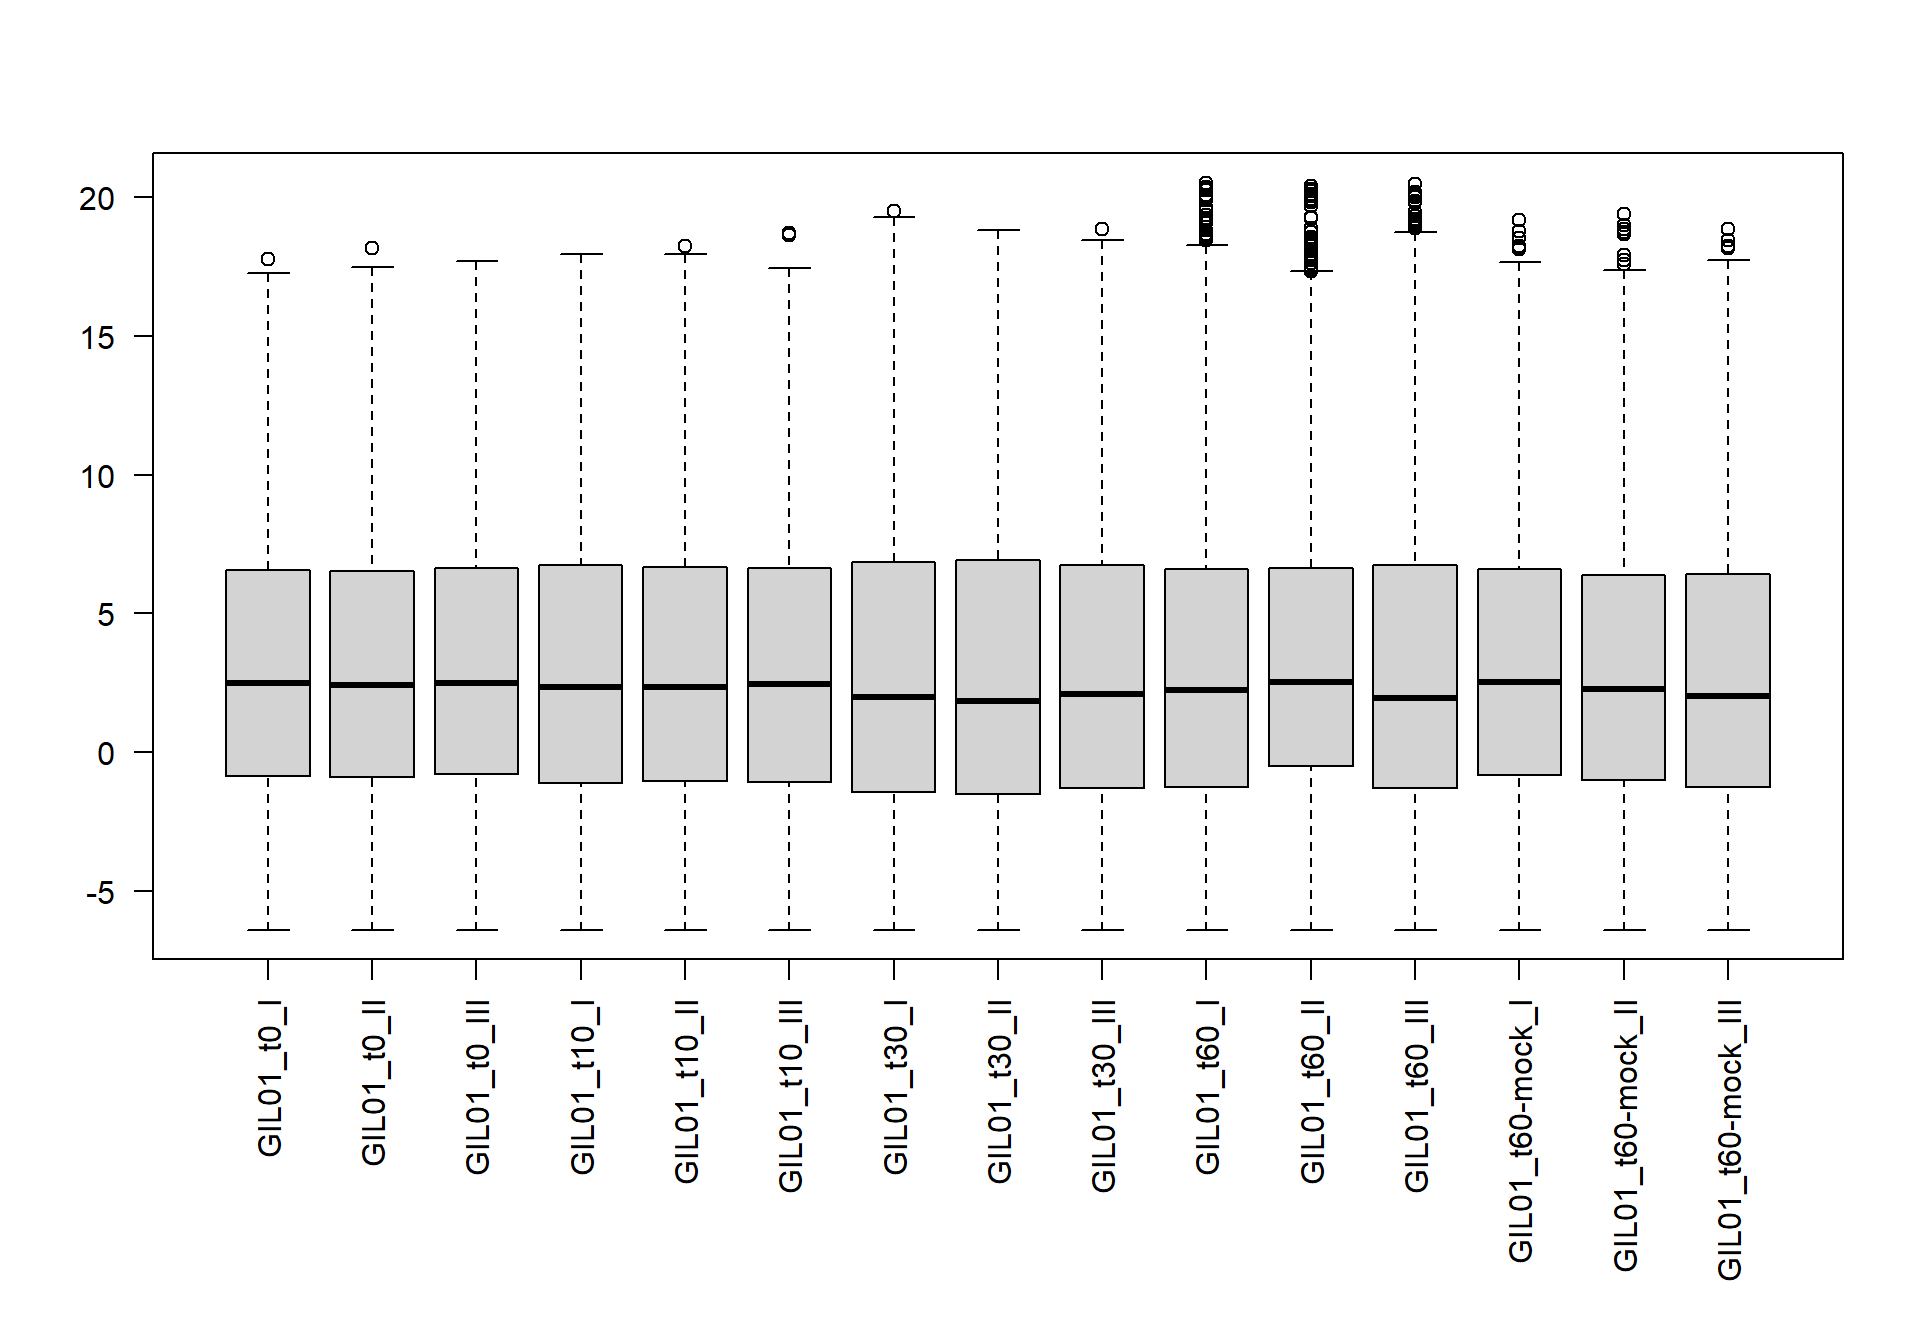 20
15
10
5
0
-5
GIL01_t0_I
GIL01_t0_II
GIL01_t0_III
GIL01_t10_I
GIL01_t10_II
GIL01_t10_III
GIL01_t30_I
GIL01_t30_II
GIL01_t30_III
GIL01_t60_I
GIL01_t60_II
GIL01_t60_III
GIL01_t60-mock_I
GIL01_t60-mock_II
GIL01_t60-mock_III